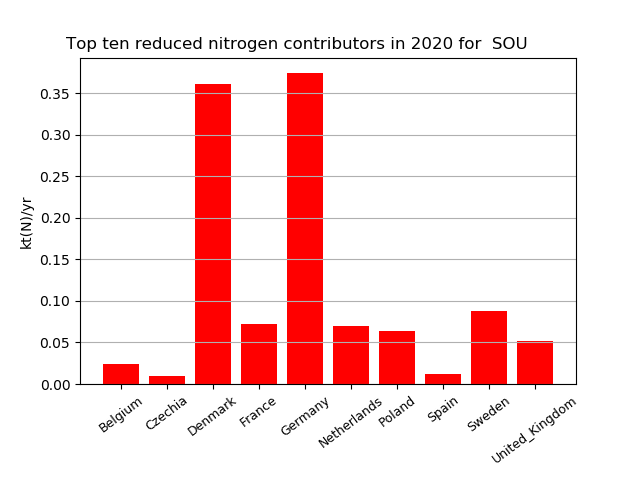 Top ten reduced nitrogen contributors in 2020 for  SOU
kt(N)/yr
0.35
0.30
0.25
0.20
0.15
0.10
0.05
0.00
Belgium
Czechia
Denmark
France
Germany
Netherlands
Poland
Spain
Sweden
United_Kingdom